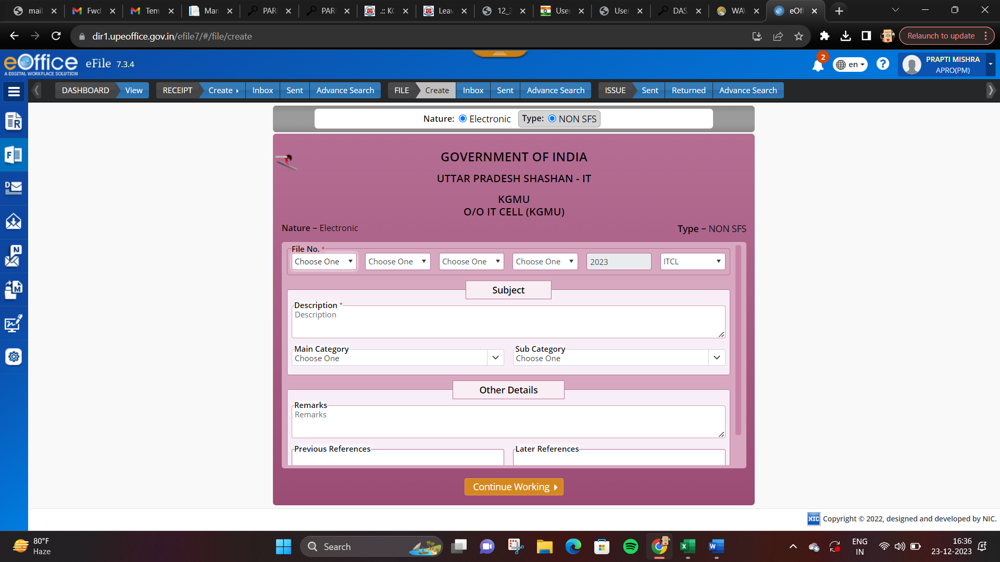 mail
Fwd
Tem
Man
PAR
PAR
.:: KG
Leav
12_3
User
User
DAS
WAV
eOff
dir1.upeoffice.gov.in/efile7/#/file/create
Relaunch to update
eOffice
A DIGITAL WORKPLACE SOLUTION
eFile 7.3.4
2
en
?
PRAPTI MISHRA
APRO(PM)
DASHBOARD View RECEIPT Create Inbox Sent Advance Search FILE Create Inbox Sent Advance Search ISSUE Sent Returned Advance Search
Nature: Electronic Type: NON SFS
GOVERNMENT OF INDIA
UTTAR PRADESH SHASHAN - IT
KGMU
O/O IT CELL (KGMU)
Nature – Electronic
Type – NON SFS
File No. *
Choose One Choose One Choose One Choose One 2023 ITCL
Subject
Description *
Description
Main Category
Choose One
Sub Category
Choose One
Other Details
Remarks
Remarks
Previous References
Later References
Continue Working
NIC Copyright © 2022, designed and developed by NIC.
80°F
Haze
Search
ENG
IN
16:36
23-12-2023